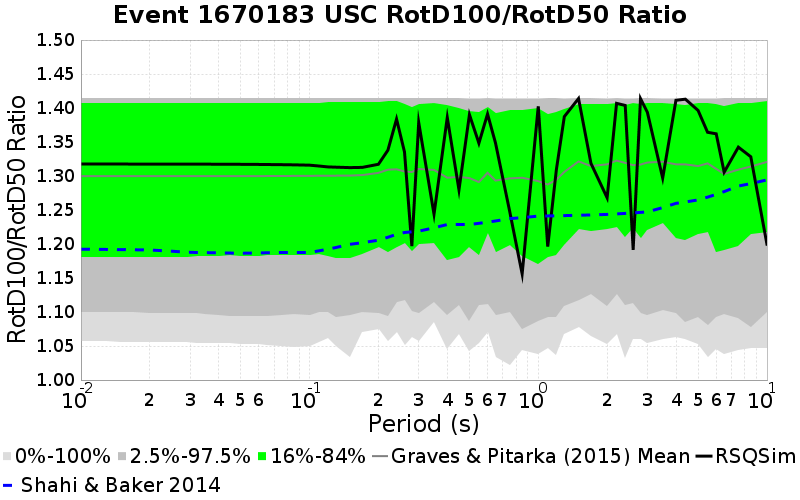 Event 1670183 USC RotD100/RotD50 Ratio
RotD100/RotD50 Ratio
1.50
1.45
1.40
1.35
1.30
1.25
1.20
1.15
1.10
1.05
1.00
10-2 2 3 4 5 6 10-1 2 3 4 5 6 7 100 2 3 4 5 6 7 101
Period (s)
0%-100% 2.5%-97.5% 16%-84% Graves & Pitarka (2015) Mean RSQSim
Shahi & Baker 2014